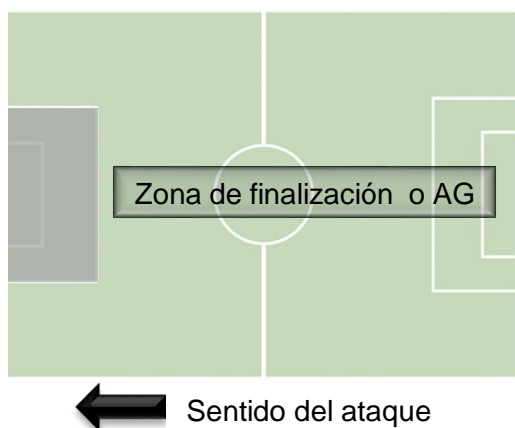 Zona de finalización o AG
Sentido del ataque